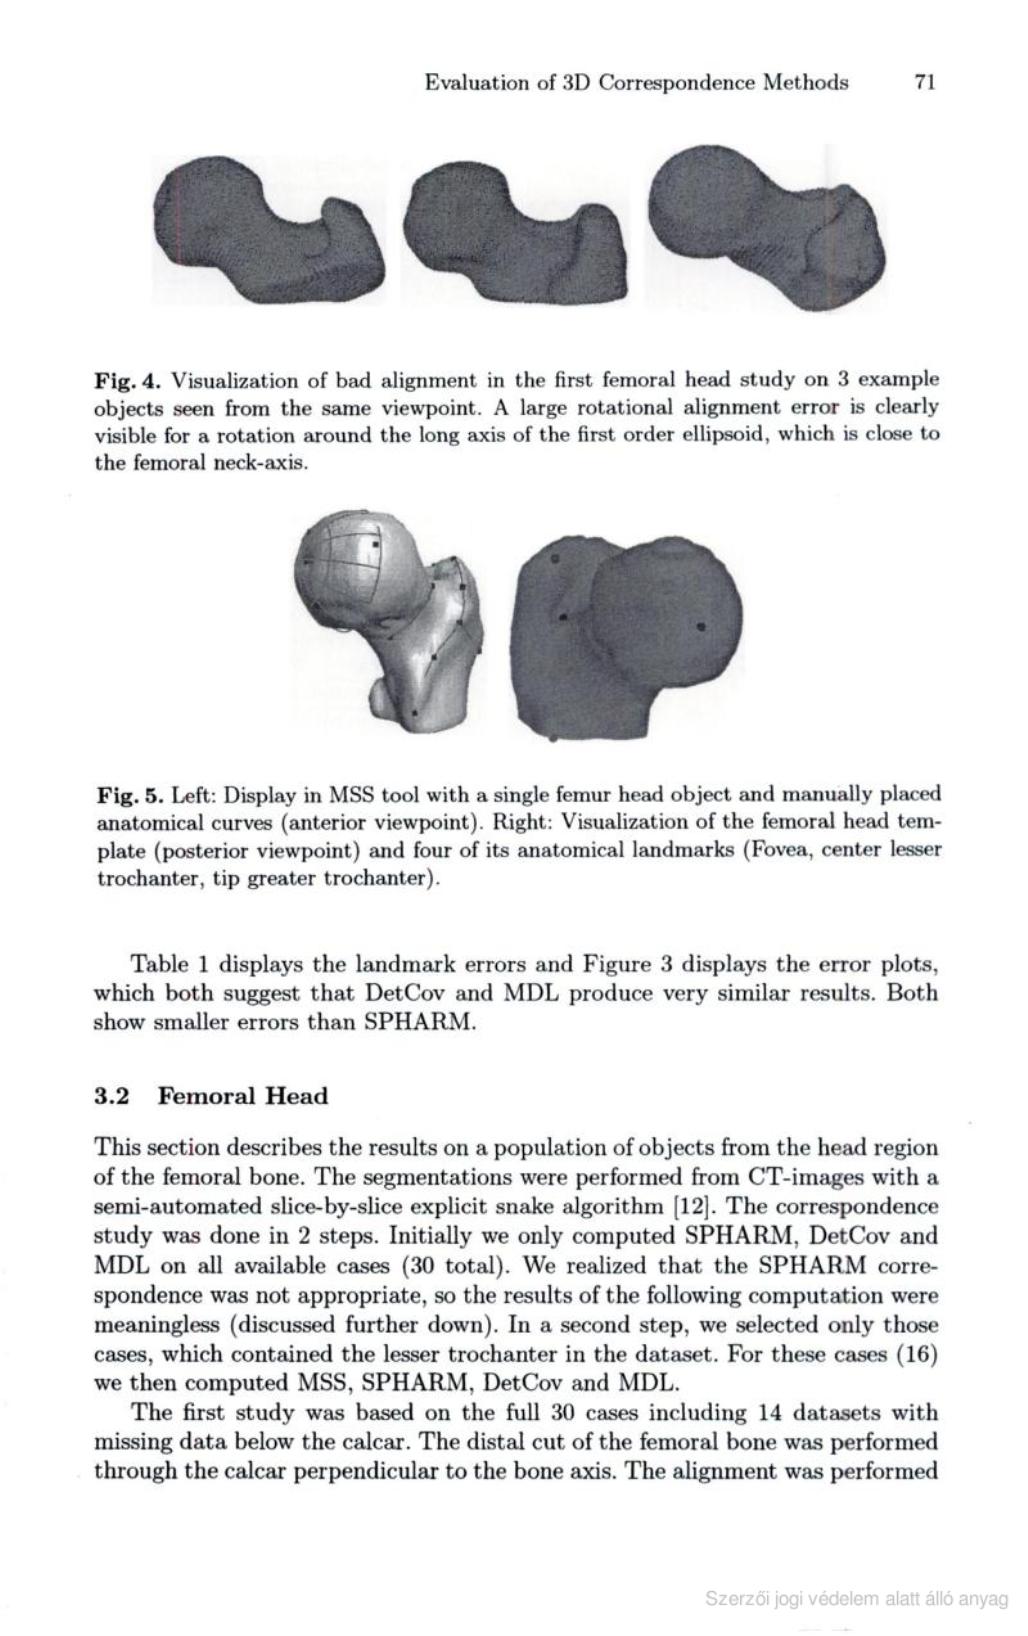 Evaluation of 3D Correspondence Methods 71
Fig. 4. Visualization of bad alignment in the first femoral head study on 3 example
objects seen from the same viewpoint. A large rotational alignment error is clearly
visible for a rotation around the long axis of the first order ellipsoid, which is close to
the femoral neck-axis.
Fig. 5. Left: Display in MSS tool with a single femur head object and manually placed
anatomical curves (anterior viewpoint). Right: Visualization of the femoral head tem-
plate (posterior viewpoint) and four of its anatomical landmarks (Fovea, center lesser
trochanter, tip greater trochanter).
Table 1 displays the landmark errors and Figure 3 displays the error plots,
which both suggest that DetCov and MDL produce very similar results. Both
show smaller errors than SPHARM.
3.2 Femoral Head
This section describes the results on a population of objects from the head region
of the femoral bone. The segmentations were performed from CT-images with a
semi-automated slice-by-slice explicit snake algorithm [12]. The correspondence
study was done in 2 steps. Initially we only computed SPHARM, DetCov and
MDL on all available cases (30 total). We realized that the SPHARM corre-
spondence was not appropriate, so the results of the following computation were
meaningless (discussed further down). In a second step, we selected only those
cases, which contained the lesser trochanter in the dataset. For these cases (16)
we then computed MSS, SPHARM, DetCov and MDL.
The first study was based on the full 30 cases including 14 datasets with
missing data below the calcar. The distal cut of the femoral bone was performed
through the calcar perpendicular to the bone axis. The alignment was performed
Szerzői jogi védelem alatt álló anyag